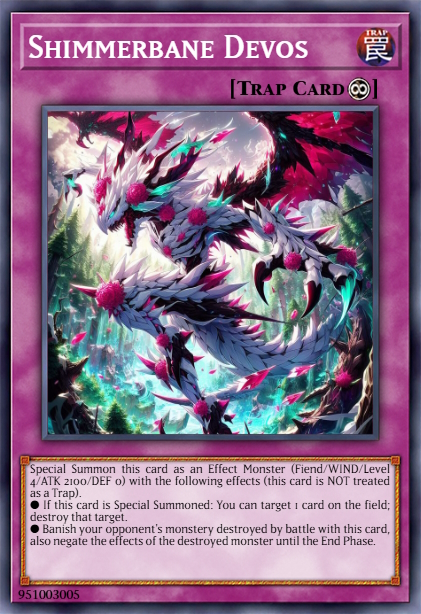 Shimmerbane Devos
TRAP
罠
[Trap Card ]
Special Summon this card as an Effect Monster (Fiend/WIND/Level
4/ATK 2100/DEF 0) with the following effects (this card is NOT treated
as a Trap).
● If this card is Special Summoned: You can target 1 card on the field;
destroy that target.
● Banish your opponent's monstery destroyed by battle with this card,
also negate the effects of the destroyed monster until the End Phase.
951003005